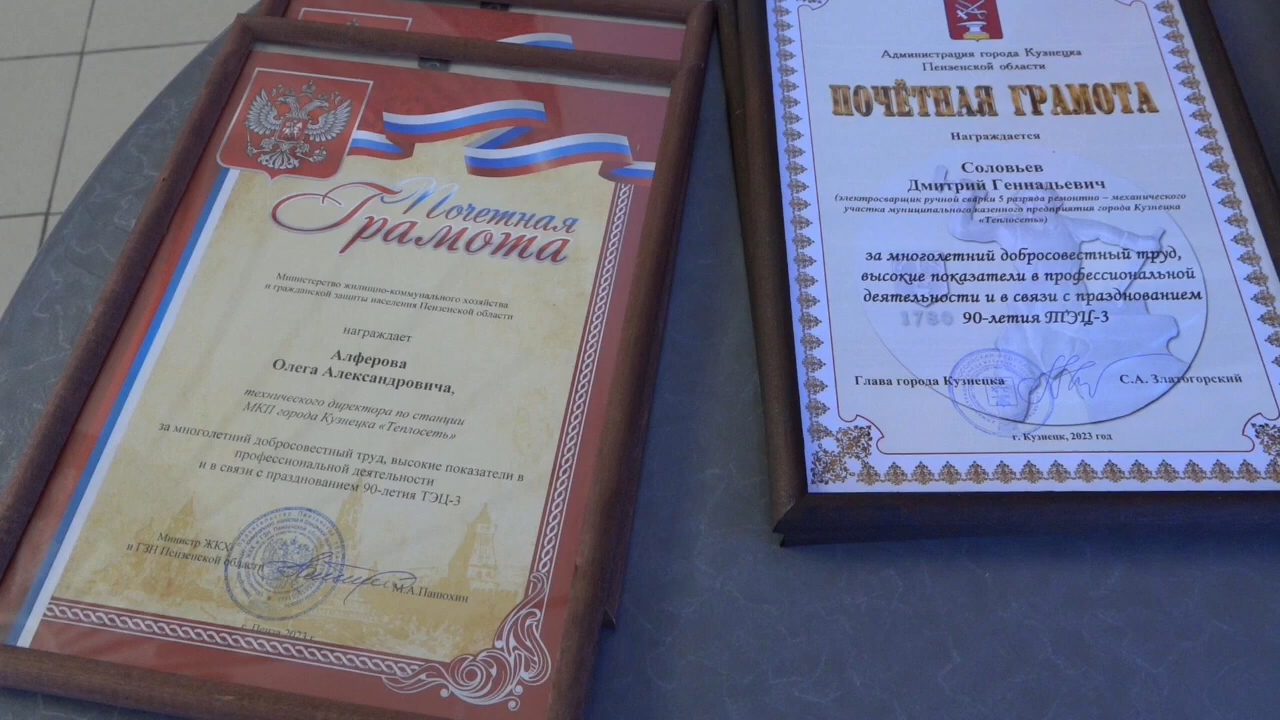 Почетная
Грамота
Министерство жилищно-коммунального хозяйства
и гражданской защиты населения Пензенской области
награждает
Алферова
Олега Александровича,
технического директора по станции
МКП города Кузнецка «Теплосеть»
за многолетний добросовестный труд, высокие показатели в
профессиональной деятельности
и в связи с празднованием 90-летия ТЭЦ-3
Министр ЖКХ
и ГЗН Пензенской области
М.А.Панюхин
г. Пенза 2023 г.
Администрация города Кузнецка
Пензенской области
ПОЧЁТНАЯ ГРАМОТА
Награждается
Соловьев
Дмитрий Геннадьевич
(электросварщик ручной сварки 5 разряда ремонтно – механического
участка муниципального казенного предприятия города Кузнецка
«Теплосеть»)
за многолетний добросовестный труд,
высокие показатели в профессиональной
деятельности и в связи с празднованием
90-летия ТЭЦ-3
1780
Глава города Кузнецка
С.А. Златогорский
г. Кузнецк, 2023 год